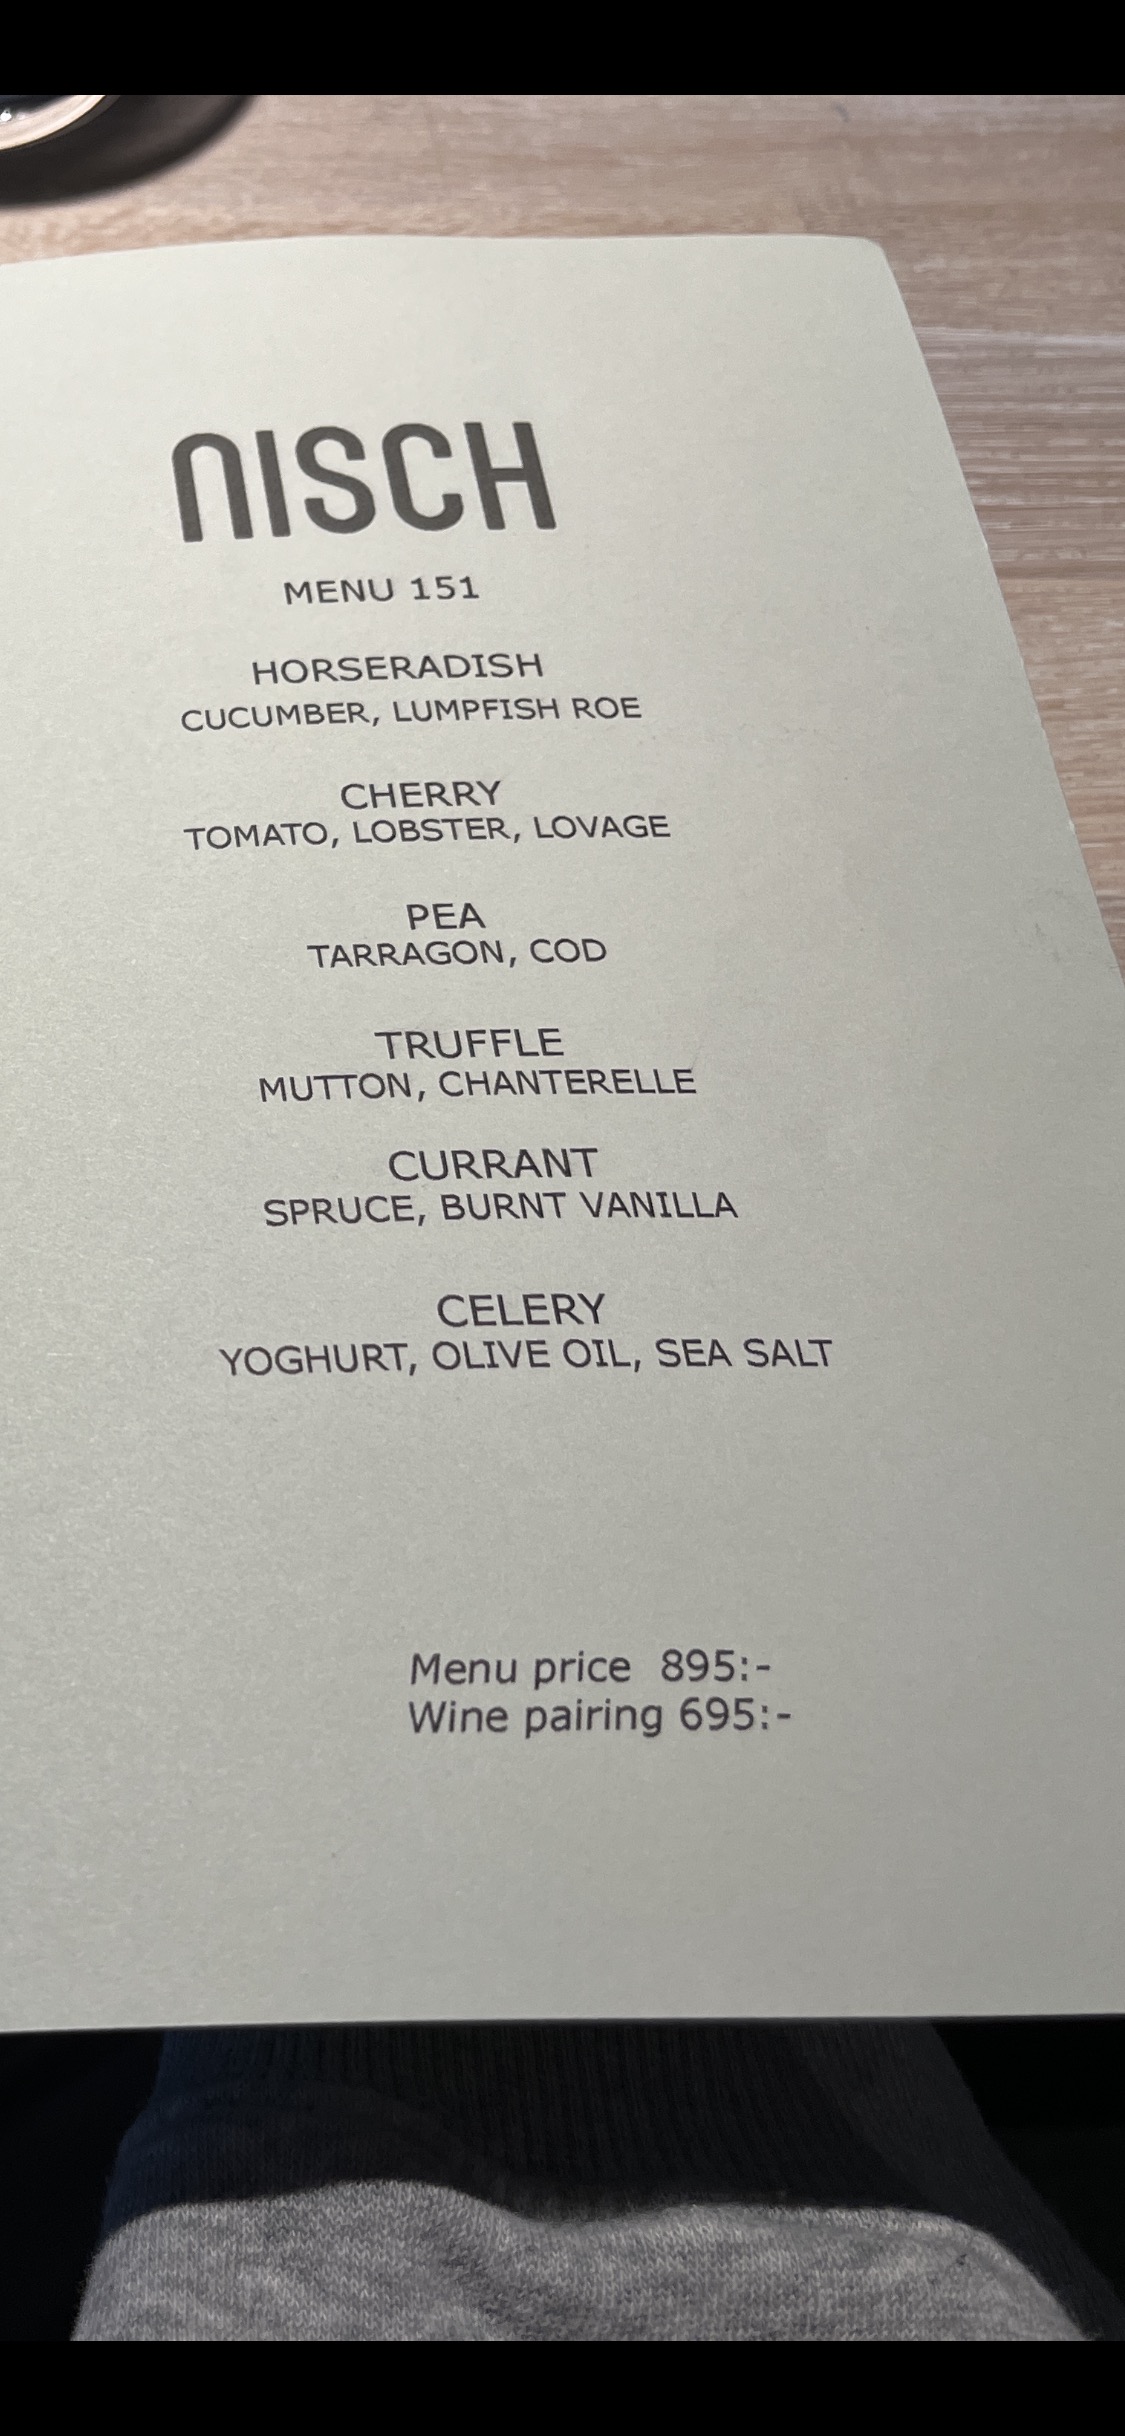 NISCH
MENU 151
HORSERADISH
CUCUMBER, LUMPFISH ROE
CHERRY
TOMATO, LOBSTER, LOVAGE
PEA
TARRAGON, COD
TRUFFLE
MUTTON, CHANTERELLE
CURRANT
SPRUCE, BURNT VANILLA
CELERY
YOGHURT, OLIVE OIL, SEA SALT
Menu price 895:-
Wine pairing 695:-